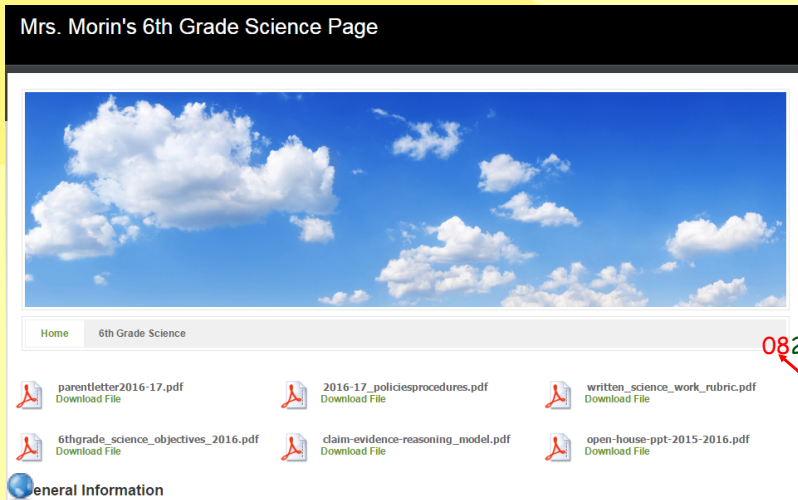 Mrs. Morin's 6th Grade Science Page
Home 6th Grade Science
08
parentletter2016-17.pdf 2016-17_policiesprocedures.pdf written_science_work_rubric.pdf
Download File Download File Download File
6thgrade_science_objectives_2016.pdf claim-evidence-reasoning_model.pdf open-house-ppt-2015-2016.pdf
Download File Download File Download File
eneral Information